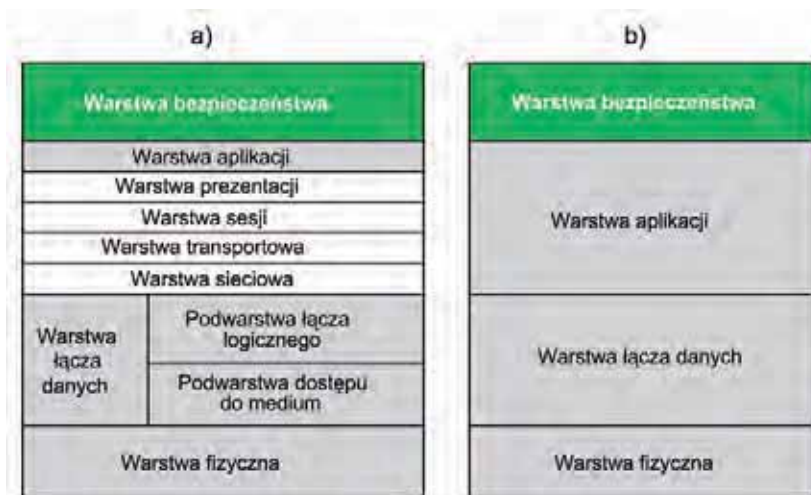 a)
Warstwa bezpieczeństwa
Warstwa aplikacji
Warstwa prezentacji
Warstwa sesji
Warstwa transportowa
Warstwa sieciowa
Warstwa
łącza
danych
Podwarstwa łącza
logicznego
Podwarstwa dostępu
do medium
Warstwa fizyczna
b)
Warstwa bezpieczeństwa
Warstwa aplikacji
Warstwa łącza danych
Warstwa fizyczna